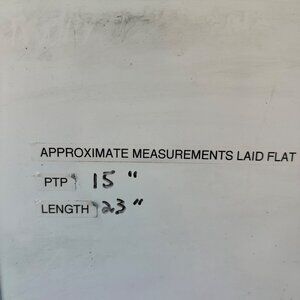 APPROXIMATE MEASUREMENTS LAID FLAT
PTP 15"
LENGTH 23"